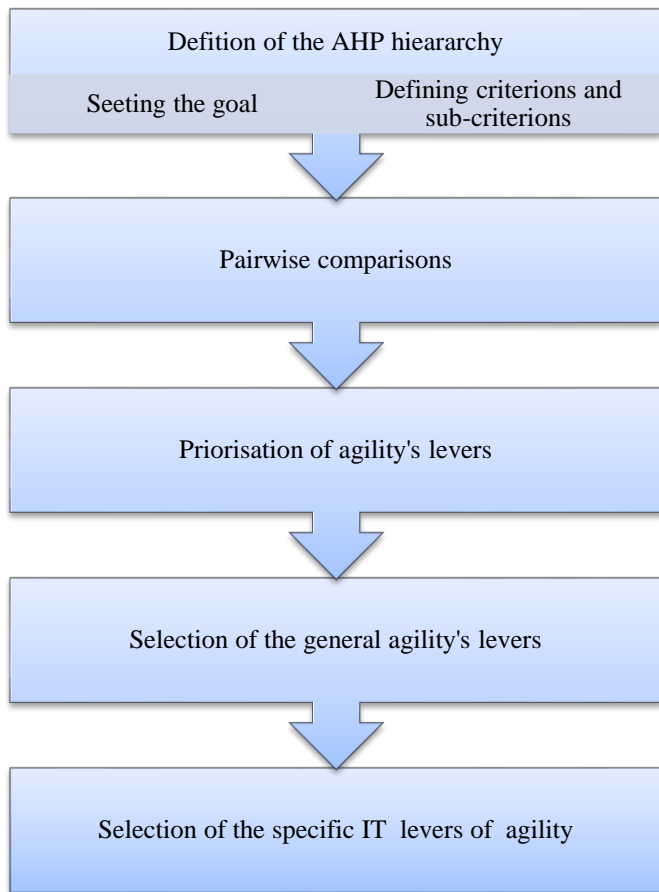 Defition of the AHP hieararchy
Seeting the goal
Defining criterions and
sub-criterions
Pairwise comparisons
Priorisation of agility's levers
Selection of the general agility's levers
Selection of the specific IT levers of agility